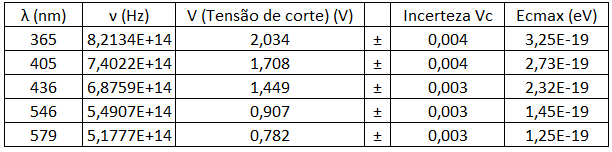 λ (nm) ν (Hz) V (Tensão de corte) (V) Incerteza Vc Ecmax (eV)
365 8,2134E+14 2,034 ± 0,004 3,25E-19
405 7,4022E+14 1,708 ± 0,004 2,73E-19
436 6,8759E+14 1,449 ± 0,003 2,32E-19
546 5,4907E+14 0,907 ± 0,003 1,45E-19
579 5,1777E+14 0,782 ± 0,003 1,25E-19